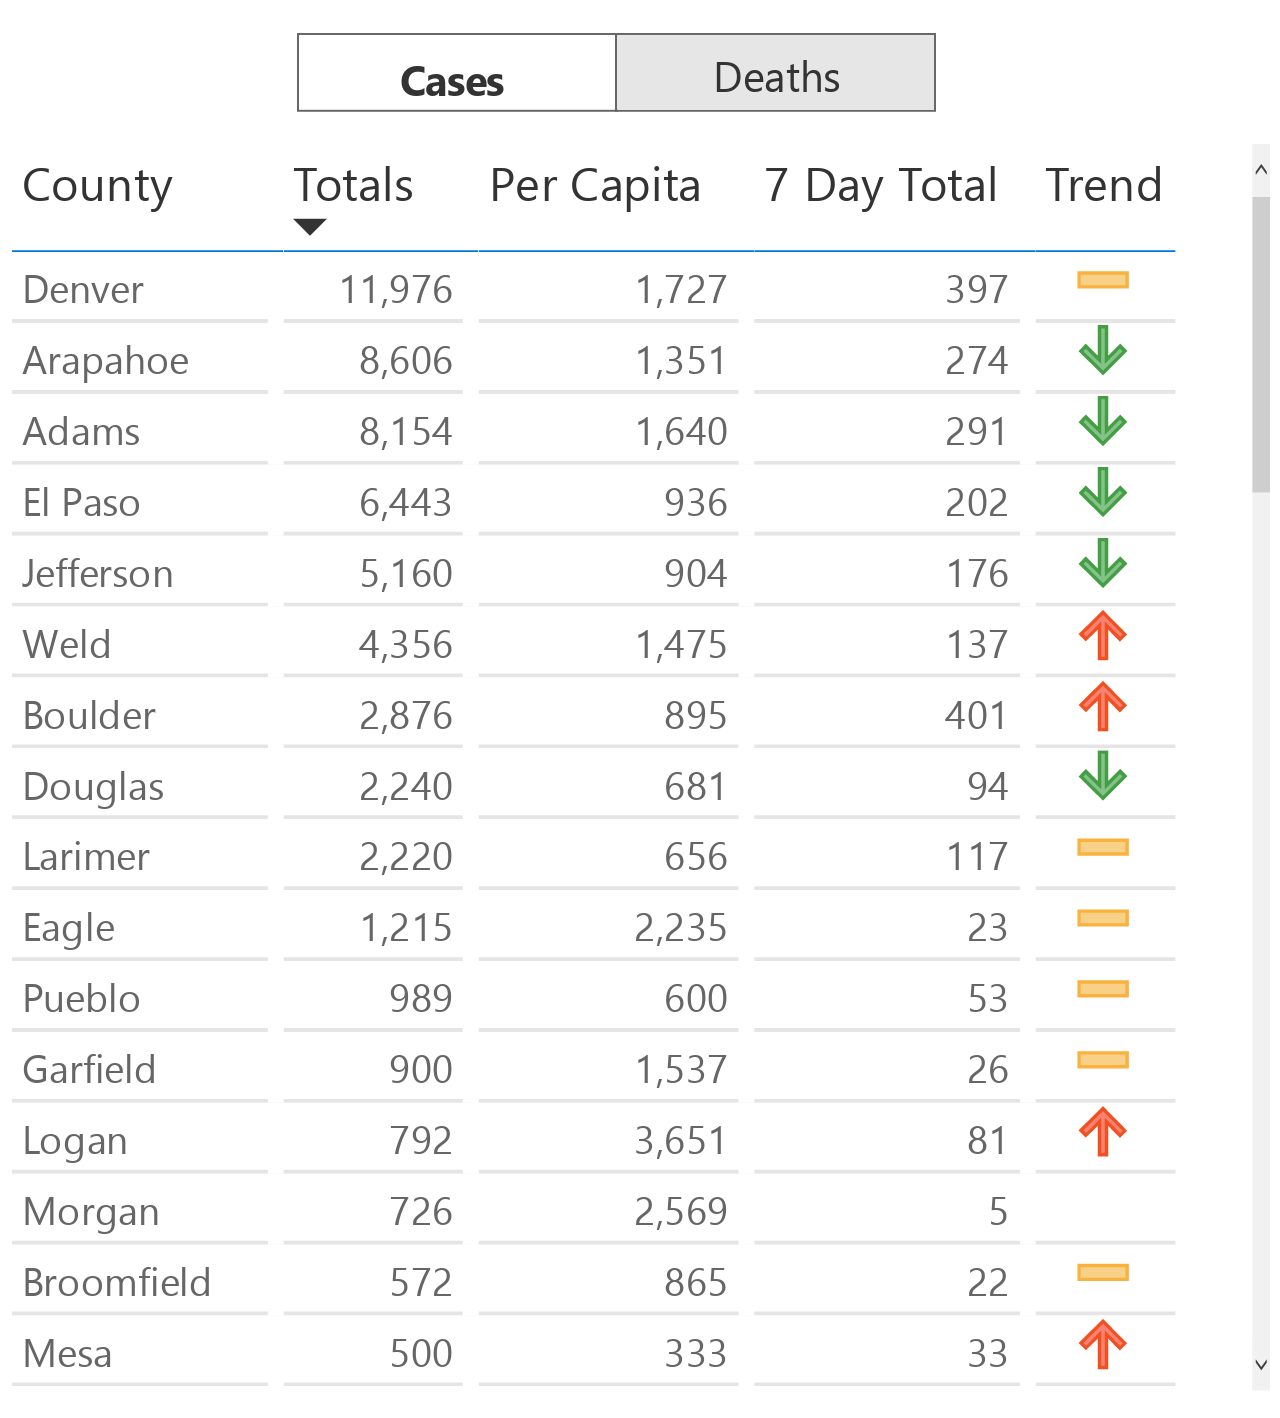 Cases Deaths
County Totals Per Capita 7 Day Total Trend
Denver 11,976 1,727 397
Arapahoe 8,606 1,351 274
Adams 8,154 1,640 291
El Paso 6,443 936 202
Jefferson 5,160 904 176
Weld 4,356 1,475 137
Boulder 2,876 895 401
Douglas 2,240 681 94
Larimer 2,220 656 117
Eagle 1,215 2,235 23
Pueblo 989 600 53
Garfield 900 1,537 26
Logan 792 3,651 81
Morgan 726 2,569 5
Broomfield 572 865 22
Mesa 500 333 33